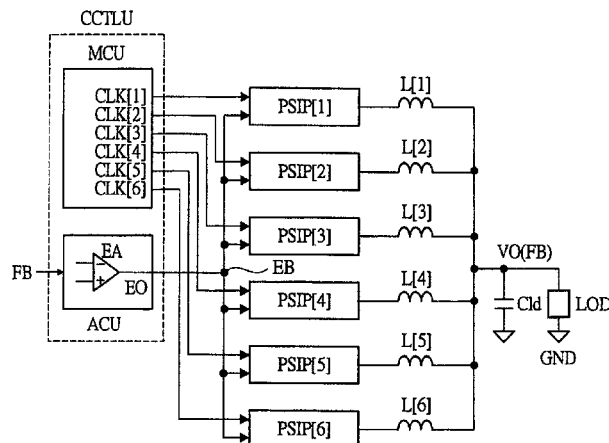 CCTLU
MCU
CLK[1]
CLK[2]
CLK[3]
CLK[4]
CLK[5]
CLK[6]
FB
EA
EO
ACU
EB
PSIP[1]
PSIP[2]
PSIP[3]
PSIP[4]
PSIP[5]
PSIP[6]
L[1]
L[2]
L[3]
L[4]
L[5]
L[6]
VO(FB)
Cld
LOD
GND